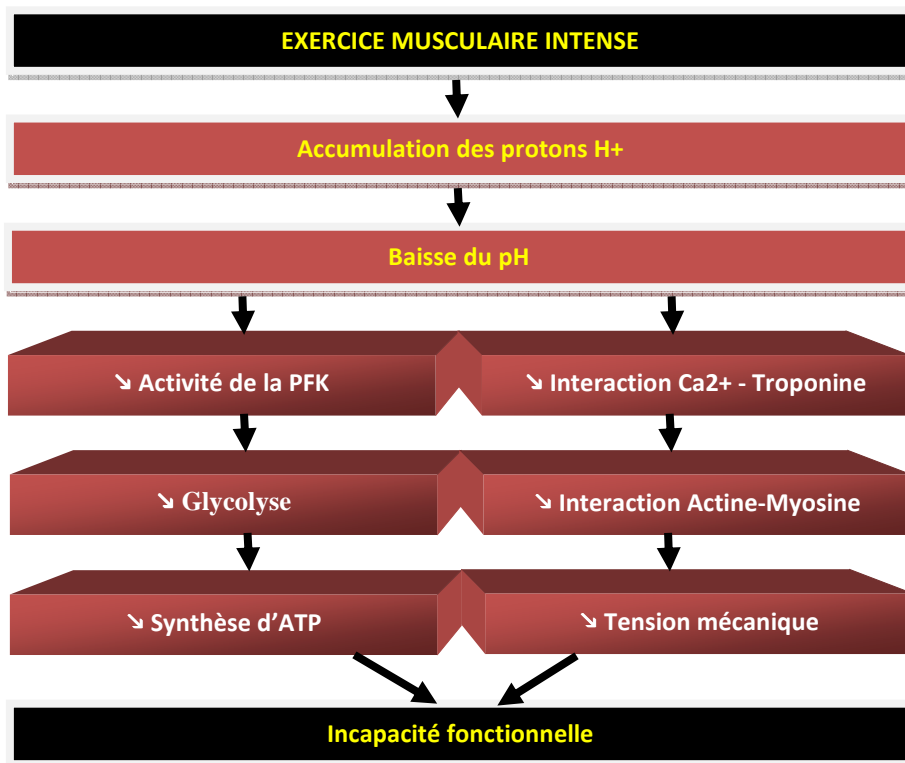 EXERCICE MUSCULAIRE INTENSE
Accumulation des protons H+
Baisse du pH
↘ Activité de la PFK
↘ Interaction Ca2+ - Troponine
↘ Glycolyse
↘ Interaction Actine-Myosine
↘ Synthèse d’ATP
↘ Tension mécanique
Incapacité fonctionnelle